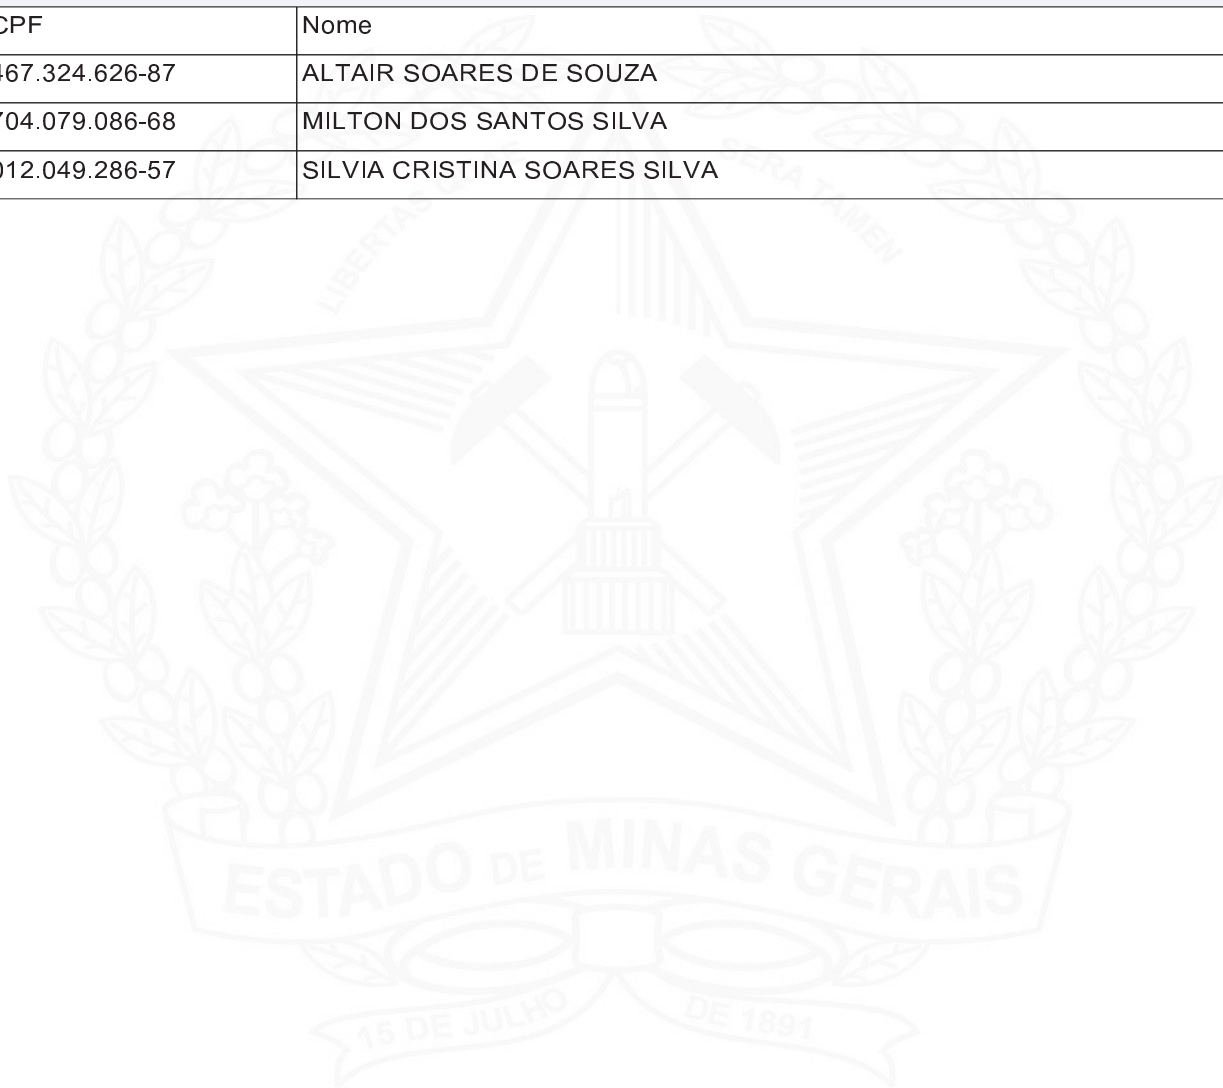 CPF Nome
467.324.626-87 ALTAIR SOARES DE SOUZA
704.079.086-68 MILTON DOS SANTOS SILVA
012.049.286-57 SILVIA CRISTINA SOARES SILVA
LIBERTAS QUÆ SERA TAMEN
ESTADO DE MINAS GERAIS
15 DE JULHO DE 1891